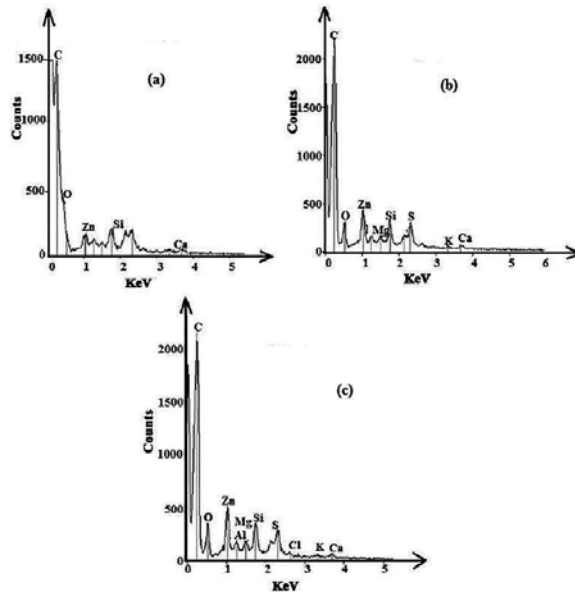 (a)
Counts
1500
1000
500
0
C
O
Zn
Si
Ca
1 2 3 4 5
KeV
(b)
Counts
2000
1500
1000
500
0
C
O
Zn
Mg
Si
S
K
Ca
0 1 2 3 4 5 6
KeV
(c)
Counts
2000
1500
1000
500
0
C
O
Zn
Mg
Al
Si
S
Cl
K
Ca
0 1 2 3 4 5
KeV